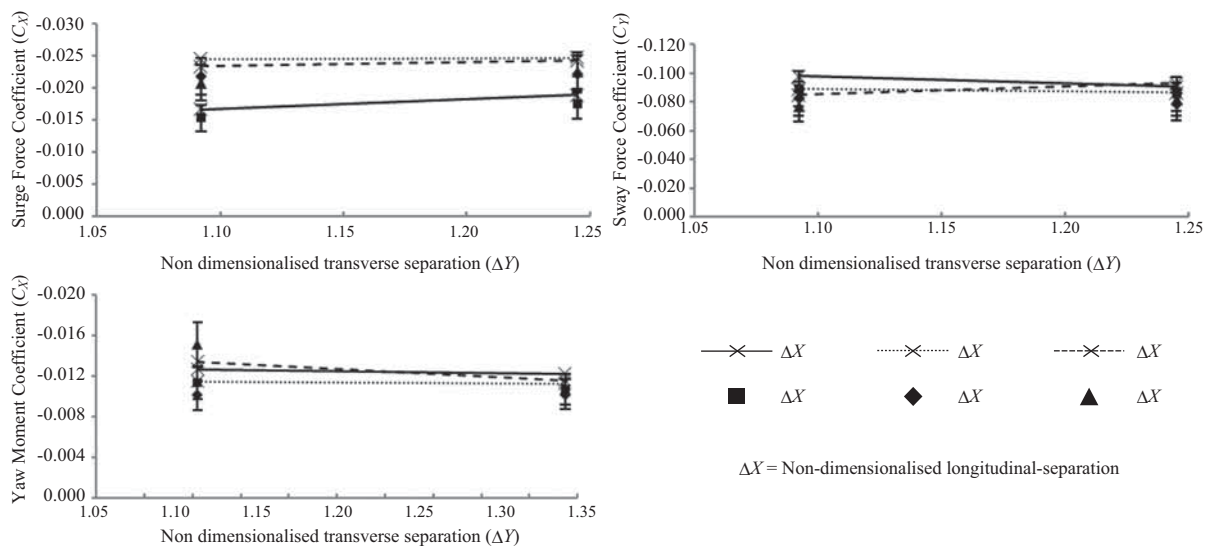 Surge Force Coefficient (CX)
-0.030
-0.025
-0.020
-0.015
-0.010
-0.005
0.000
1.05 1.10 1.15 1.20 1.25
Non dimensionalised transverse separation (ΔY)
Sway Force Coefficient (CY)
-0.120
-0.100
-0.080
-0.060
-0.040
-0.020
0.000
1.05 1.10 1.15 1.20 1.25
Non dimensionalised transverse separation (ΔY)
Yaw Moment Coefficient (CX)
-0.020
-0.016
-0.012
-0.008
-0.004
0.000
1.05 1.10 1.15 1.20 1.30 1.35
Non dimensionalised transverse separation (ΔY)
ΔX ΔX ΔX
ΔX ΔX ΔX
ΔX = Non-dimensionalised longitudinal-separation